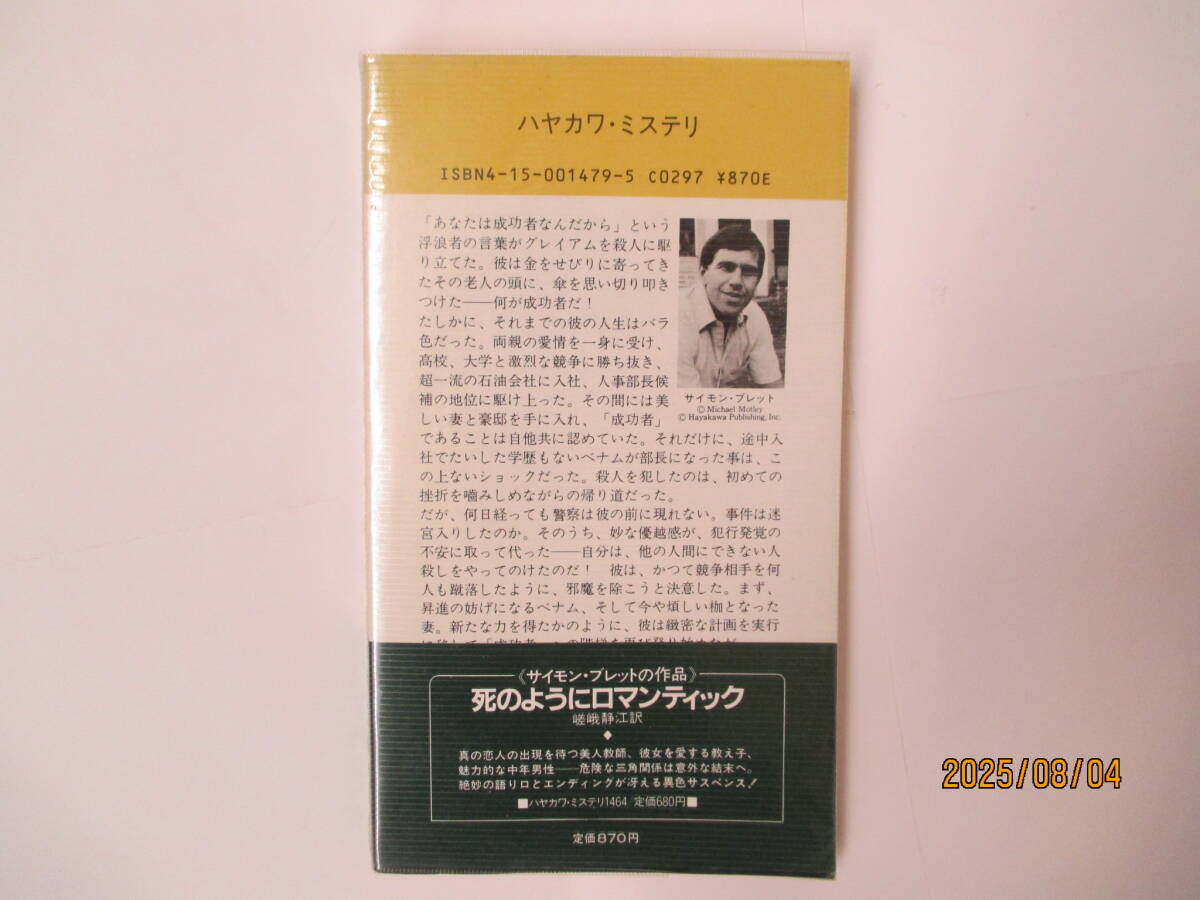 ハヤカワ・ミステリ
ISBN4-15-001479-5 C0297 ¥870E
「あなたは成功者なんだから」という
浮浪者の言葉がグレイアムを殺人に駆
り立てた。彼は金をせびりに寄ってき
たその老人の頭に、傘を思い切り叩き
つけた──何が成功者だ！
たしかに、それまでの彼の人生はバラ
色だった。両親の愛情を一身に受け、
高校、大学と激烈な競争に勝ち抜き、
超一流の石油会社に入社、人事部長候
補の地位に駆け上った。その間には美
しい妻と豪邸を手に入れ、「成功者」
であることは自他共に認めていた。それだけに、途中入
社でたいした学歴もないベナムが部長になった事は、こ
の上ないショックだった。殺人を犯したのは、初めての
挫折を噛みしめながらの帰り道だった。
だが、何日経っても警察は彼の前に現れない。事件は迷
宮入りしたのか。そのうち、妙な優越感が、犯行発覚の
不安に取って代った──自分は、他の人間にできない人
殺しをやってのけたのだ！　彼は、かつて競争相手を何
人も蹴落したように、邪魔を除こうと決意した。まず、
昇進の妨げになるベナム、そして今や煩しい枷となった
妻。新たな力を得たかのように、彼は緻密な計画を実行
サイモン・ブレット
© Michael Motley
© Hayakawa Publishing, Inc.
《サイモン・ブレットの作品》
死のようにロマンティック
嵯峨静江訳
◆
真の恋人の出現を待つ美人教師、彼女を愛する教え子、
魅力的な中年男性──危険な三角関係は意外な結末へ。
絶妙の語り口とエンディングが冴える異色サスペンス！
■ハヤカワ・ミステリ1464 定価680円■
定価870円
2025/08/04